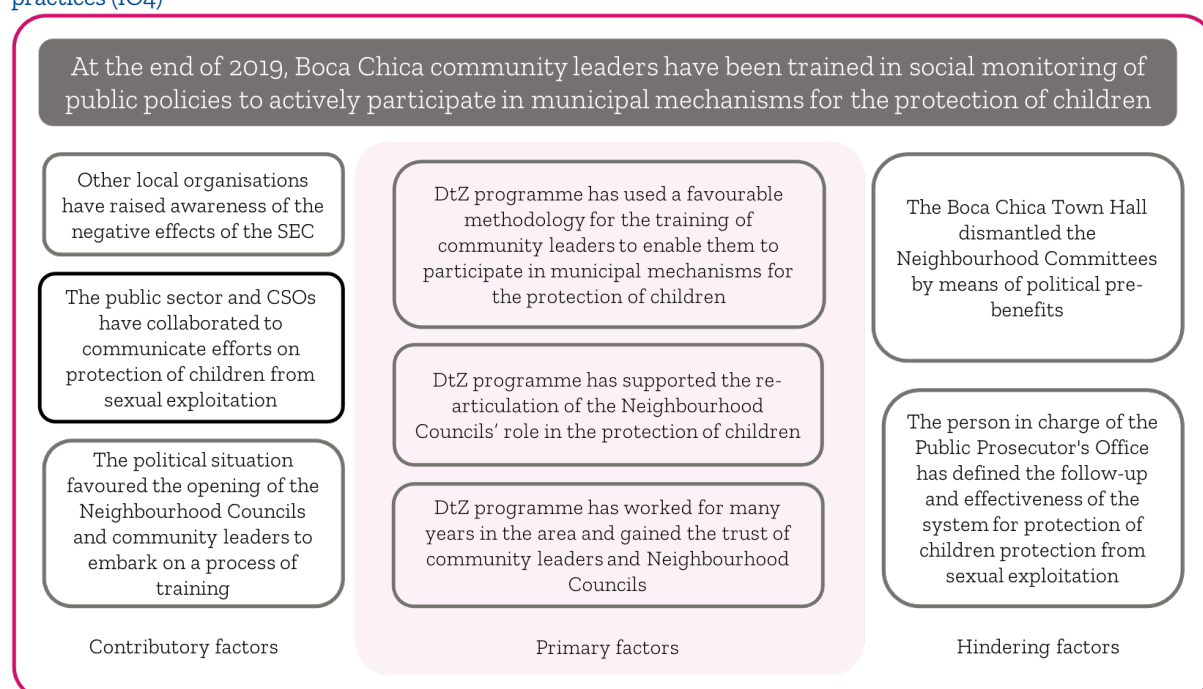 practices (IO4)
At the end of 2019, Boca Chica community leaders have been trained in social monitoring of
public policies to actively participate in municipal mechanisms for the protection of children
Other local organisations
have raised awareness of the
negative effects of the SEC
The public sector and CSOs
have collaborated to
communicate efforts on
protection of children from
sexual exploitation
The political situation
favoured the opening of the
Neighbourhood Councils
and community leaders to
embark on a process of
training
Contributory factors
DtZ programme has used a favourable
methodology for the training of
community leaders to enable them to
participate in municipal mechanisms for
the protection of children
DtZ programme has supported the re-
articulation of the Neighbourhood
Councils' role in the protection of children
DtZ programme has worked for many
years in the area and gained the trust of
community leaders and Neighbourhood
Councils
Primary factors
The Boca Chica Town Hall
dismantled the
Neighbourhood Committees
by means of political pre-
benefits
The person in charge of the
Public Prosecutor's Office
has defined the follow-up
and effectiveness of the
system for protection of
children protection from
sexual exploitation
Hindering factors